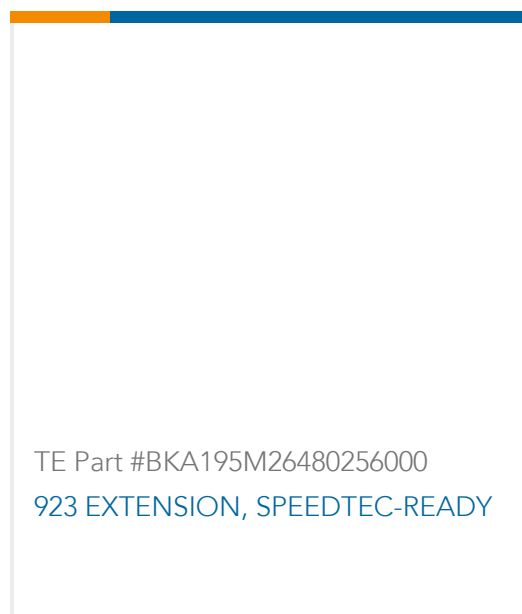 TE Part #BKA195M26480256000
923 EXTENSION, SPEEDTEC-READY